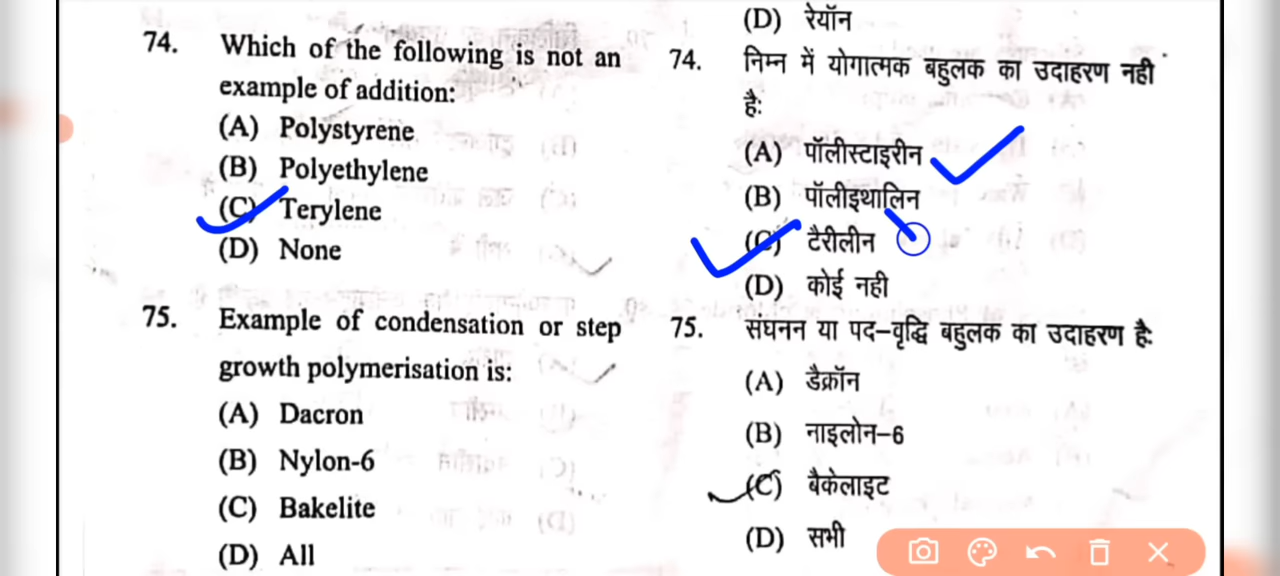 74. Which of the following is not an
example of addition:
(A) Polystyrene
(B) Polyethylene
(C) Terylene
(D) None
75. Example of condensation or step
growth polymerisation is:
(A) Dacron
(B) Nylon-6
(C) Bakelite
(D) All
(D) रेयॉन
74. निम्न में योगात्मक बहुलक का उदाहरण नही
है:
(A) पॉलीस्टाइरीन
(B) पॉलीइथालिन
(C) टैरीलीन
(D) कोई नही
75. संघनन या पद–वृद्धि बहुलक का उदाहरण है:
(A) डैक्रॉन
(B) नाइलोन–6
(C) बैकेलाइट
(D) सभी